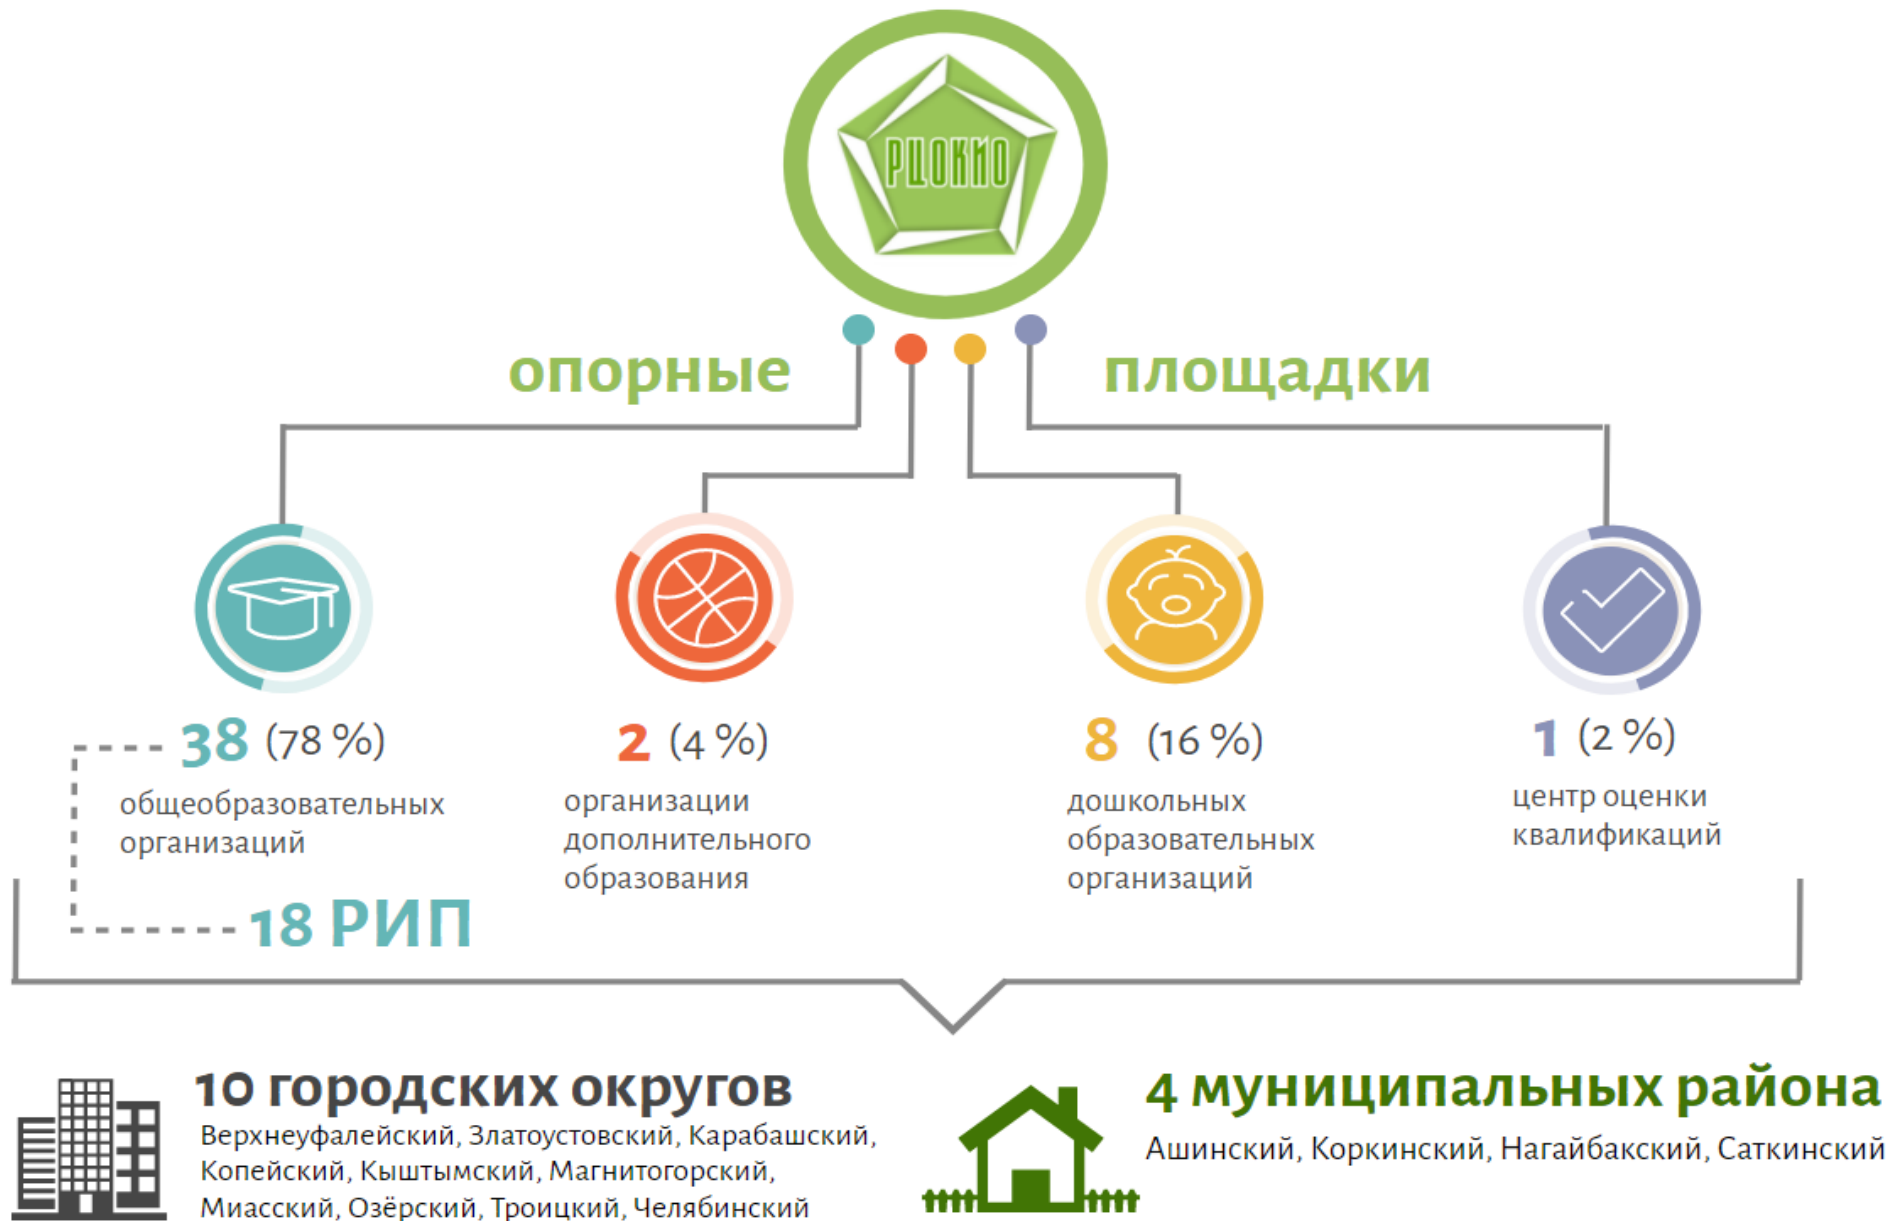 РЦОКИО
опорные площадки
38 (78 %)
общеобразовательных
организаций
18 РИП
2 (4 %)
организации
дополнительного
образования
8 (16 %)
дошкольных
образовательных
организаций
1 (2 %)
центр оценки
квалификаций
10 городских округов
Верхнеуфалейский, Златоустовский, Карабашский,
Копейский, Кыштымский, Магнитогорский,
Миасский, Озёрский, Троицкий, Челябинский
4 муниципальных района
Ашинский, Коркинский, Нагайбакский, Саткинский